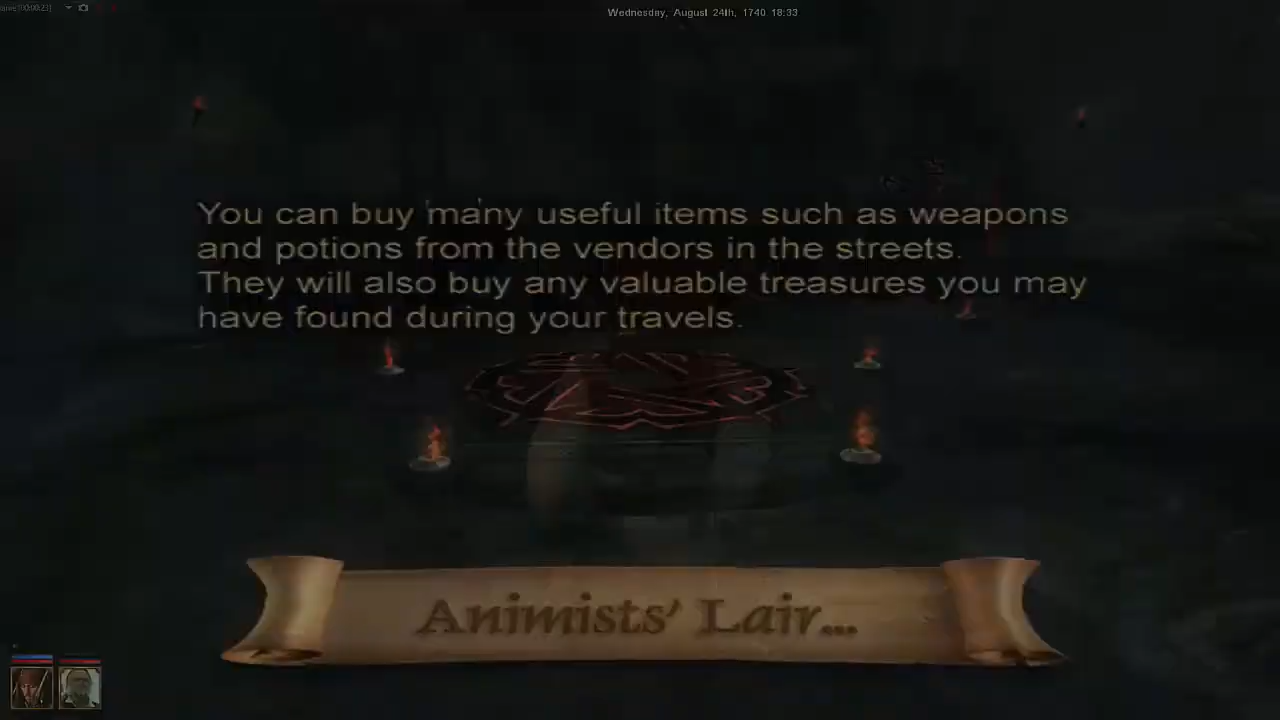 Wednesday, August 24th, 1740 18:33
You can buy many useful items such as weapons
and potions from the vendors in the streets.
They will also buy any valuable treasures you may
have found during your travels.
Animists' Lair...